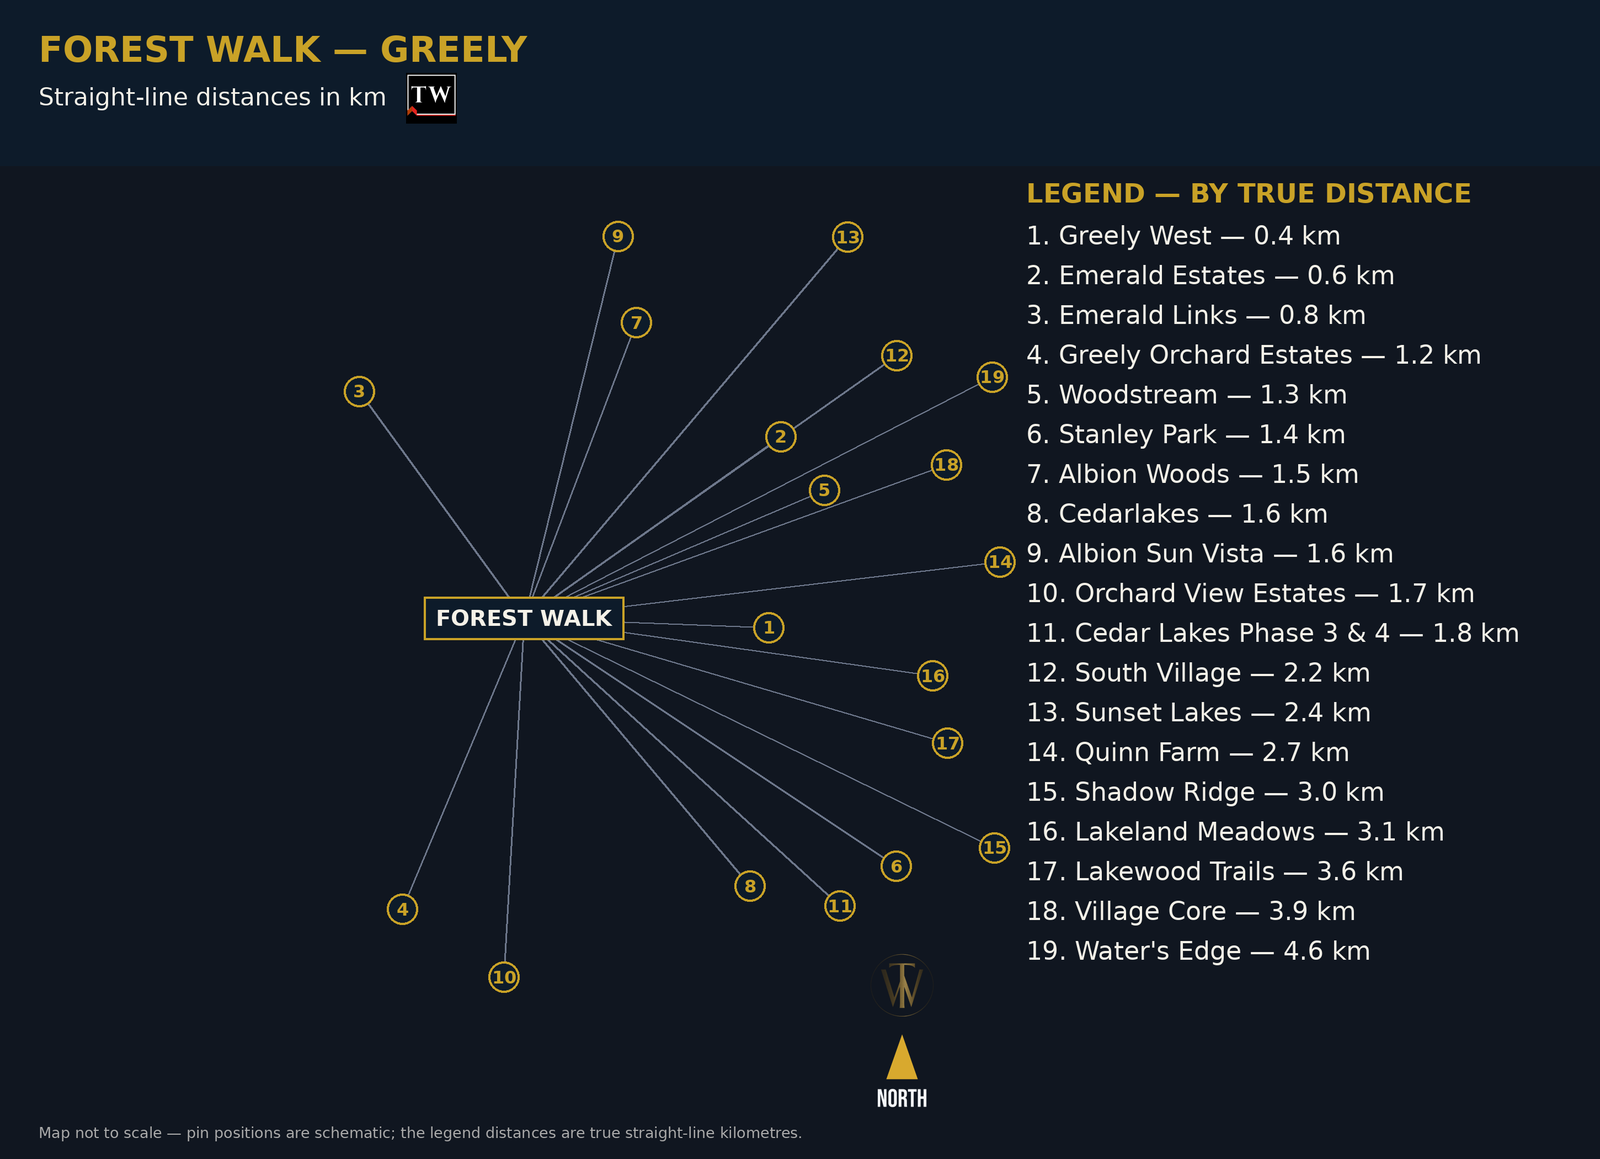 FOREST WALK — GREELY
Straight-line distances in km
TW
LEGEND — BY TRUE DISTANCE
1. Greely West — 0.4 km
2. Emerald Estates — 0.6 km
3. Emerald Links — 0.8 km
4. Greely Orchard Estates — 1.2 km
5. Woodstream — 1.3 km
6. Stanley Park — 1.4 km
7. Albion Woods — 1.5 km
8. Cedarlakes — 1.6 km
9. Albion Sun Vista — 1.6 km
10. Orchard View Estates — 1.7 km
11. Cedar Lakes Phase 3 & 4 — 1.8 km
12. South Village — 2.2 km
13. Sunset Lakes — 2.4 km
14. Quinn Farm — 2.7 km
15. Shadow Ridge — 3.0 km
16. Lakeland Meadows — 3.1 km
17. Lakewood Trails — 3.6 km
18. Village Core — 3.9 km
19. Water's Edge — 4.6 km
9
13
7
12
19
3
2
18
5
14
FOREST WALK
1
16
17
15
6
8
11
4
10
TW
NORTH
Map not to scale — pin positions are schematic; the legend distances are true straight-line kilometres.